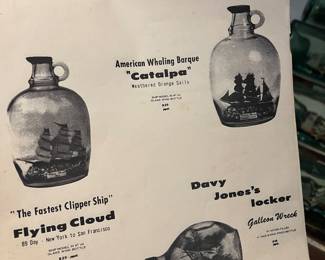 American Whaling Barque
"Catalpa"
Weathered Orange Sails
"The Fastest Clipper Ship"
Flying Cloud
89 Day - New York to San Francisco
Davy
Jones's
locker
Galleon Wreck